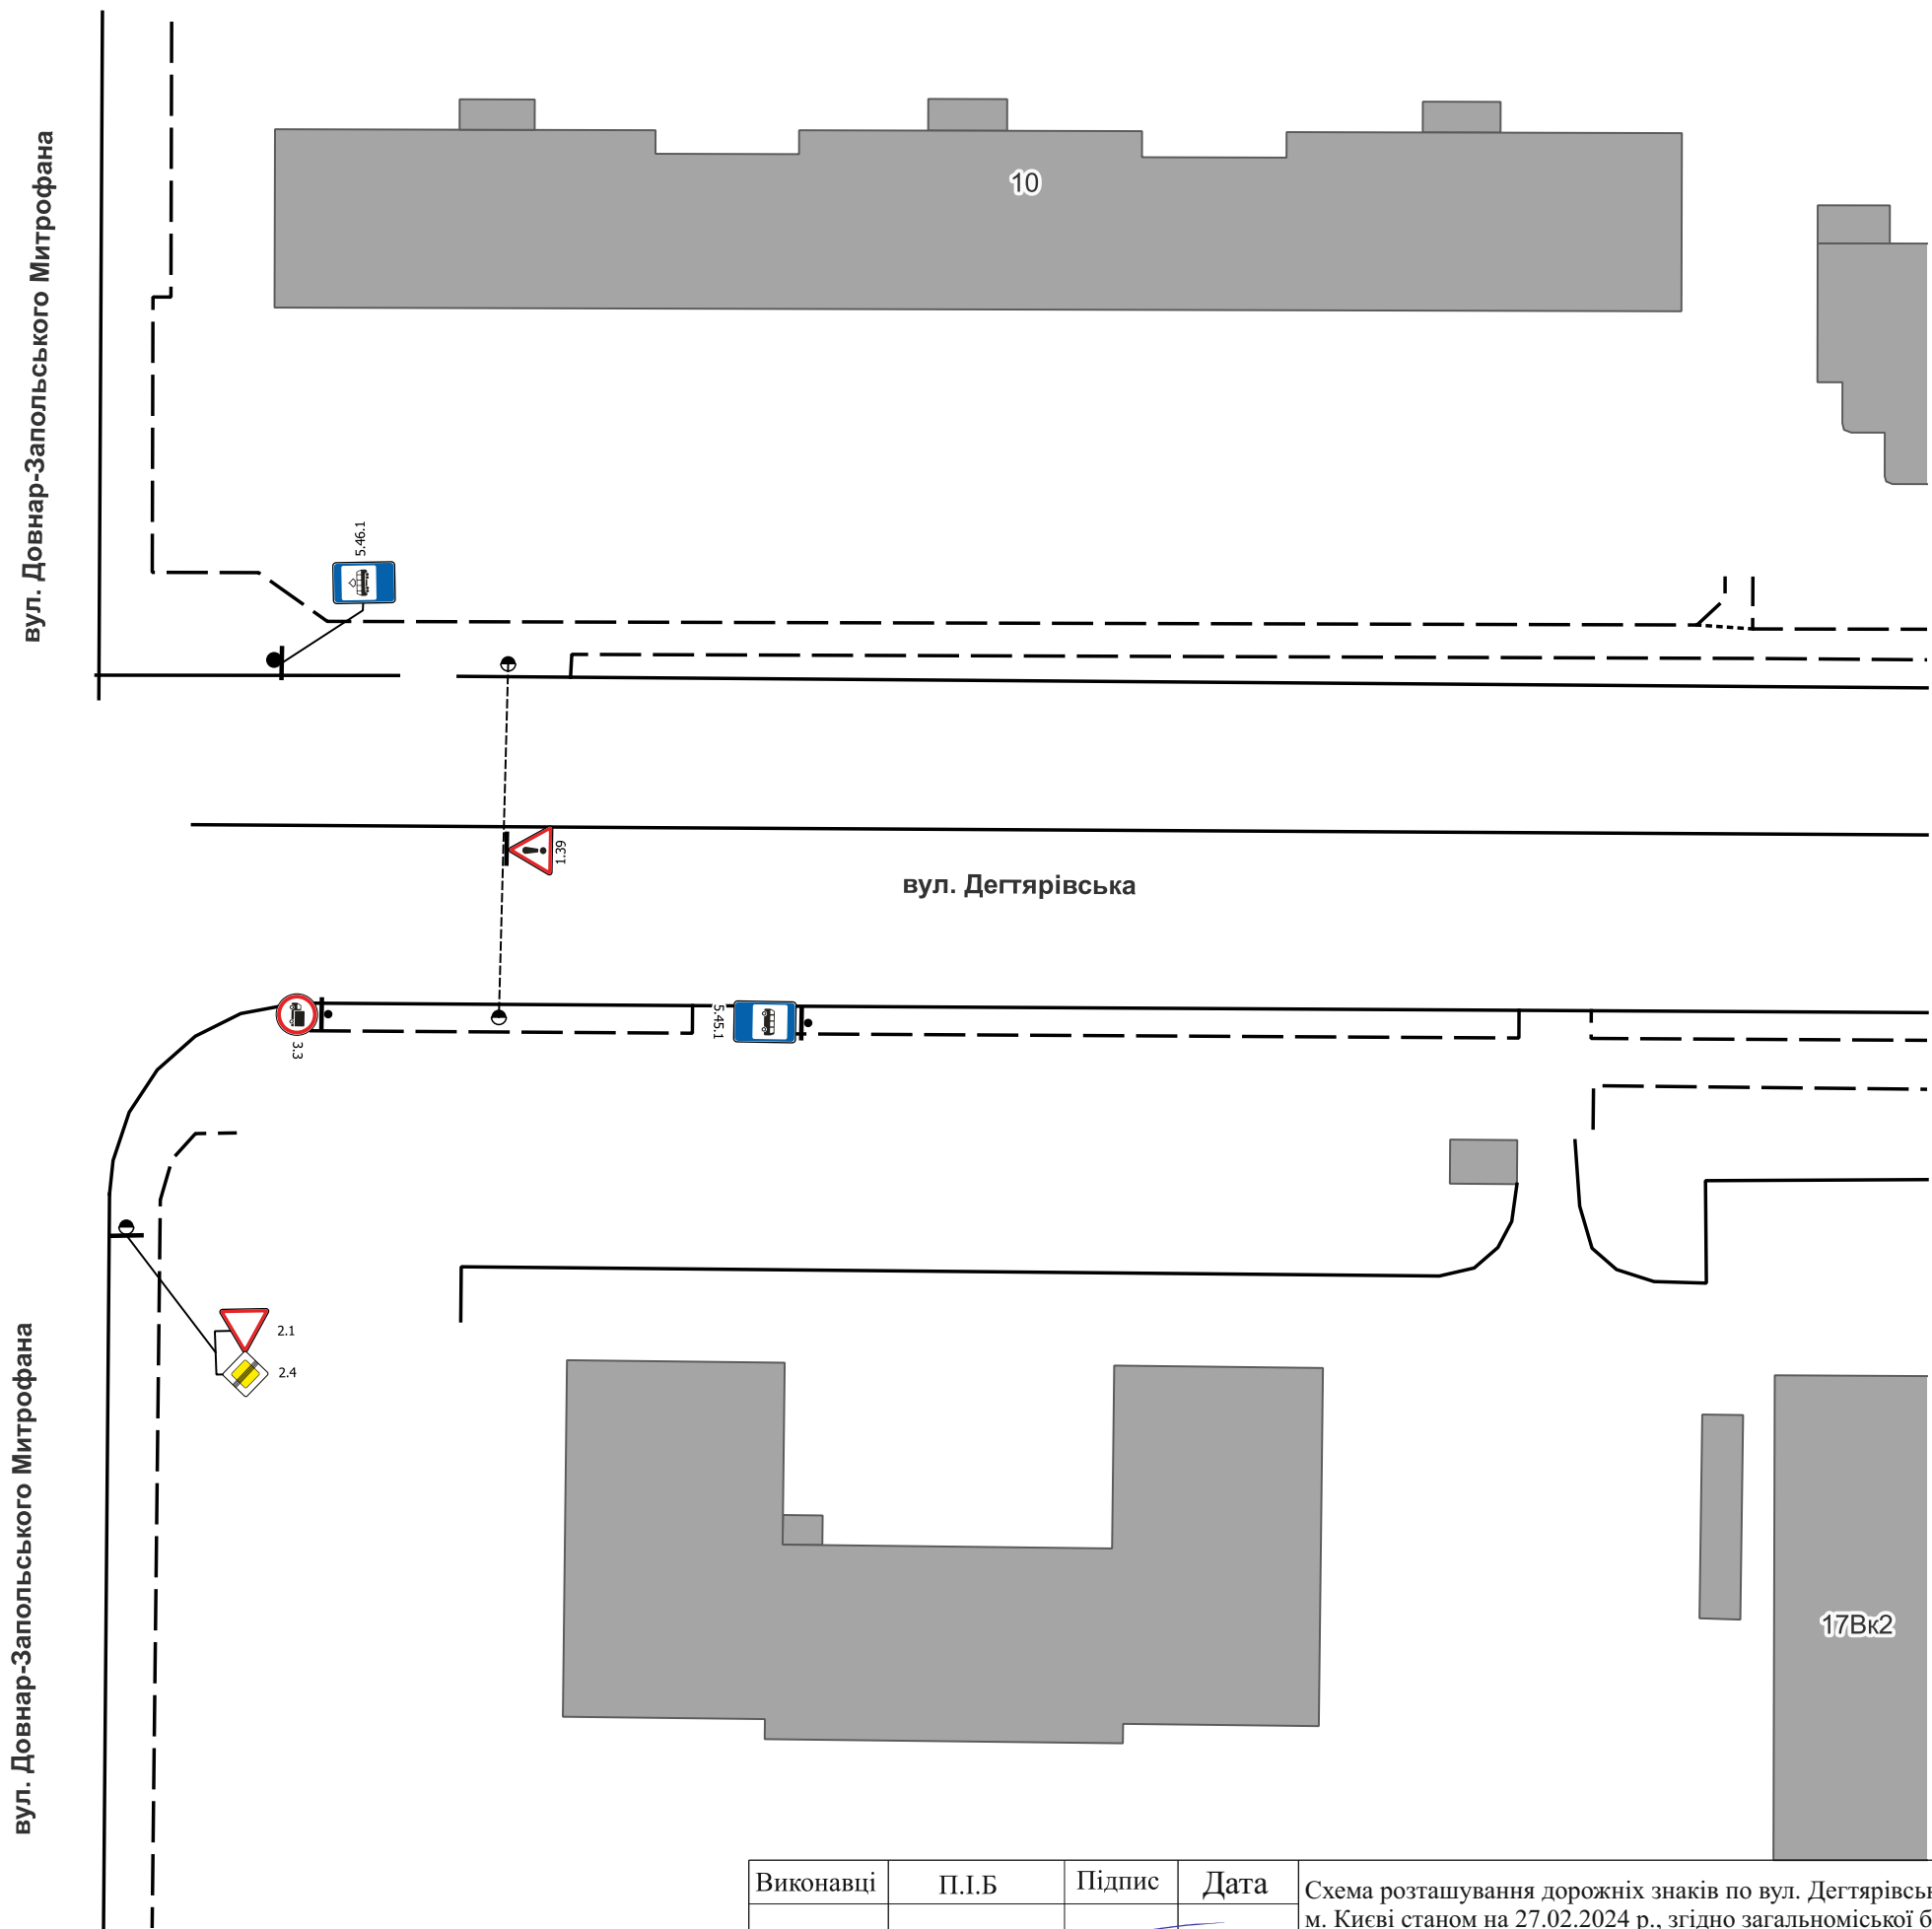 вул. Довнар-Запольського Митрофана
10
5.46.1
1.39
вул. Дегтярівська
5.45.1
3.3
2.1
2.4
вул. Довнар-Запольського Митрофана
17Вк2
Виконавці П.І.Б Підпис Дата
Схема розташування дорожніх знаків по вул.
м. Києві станом на 27.02.2024 р., згідно загальноміської